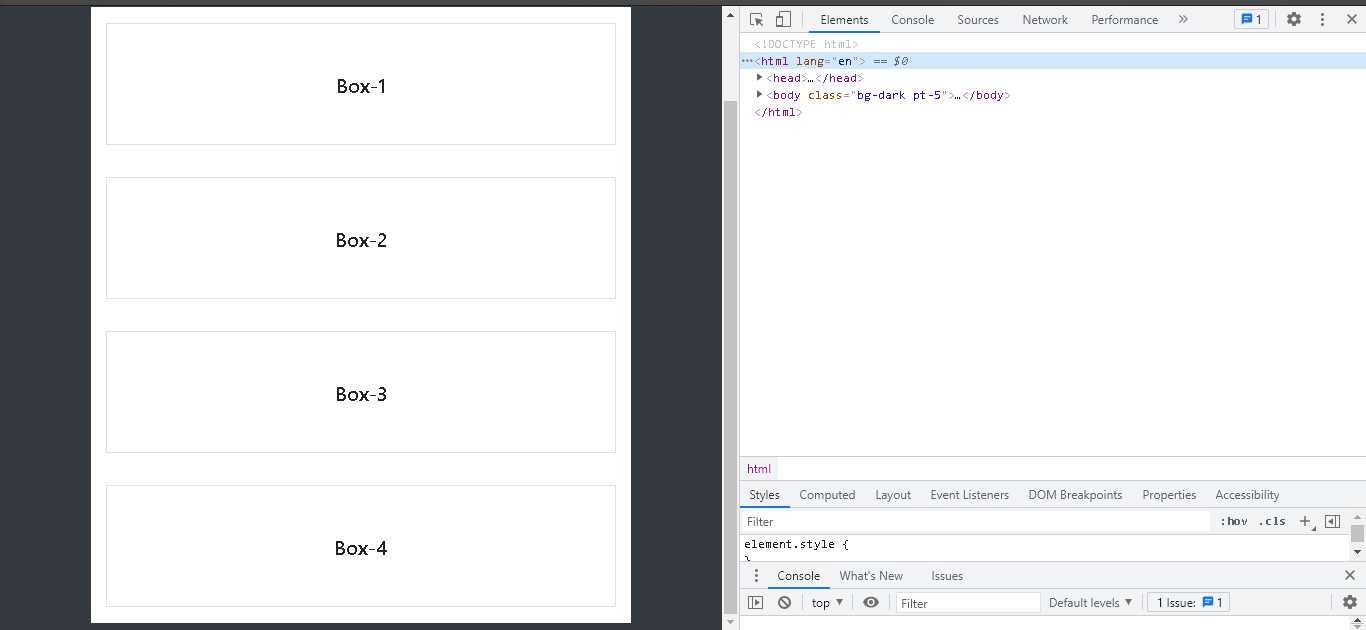 Box-1
Box-2
Box-3
Box-4
Elements Console Sources Network Performance » 1
<!DOCTYPE html>
···<html lang="en"> == $0
<head>…</head>
<body class="bg-dark pt-5">…</body>
</html>
html
Styles Computed Layout Event Listeners DOM Breakpoints Properties Accessibility
Filter :hov .cls +
element.style {
}
Console What's New Issues
top ▼ Filter Default levels ▼ 1 Issue: 1